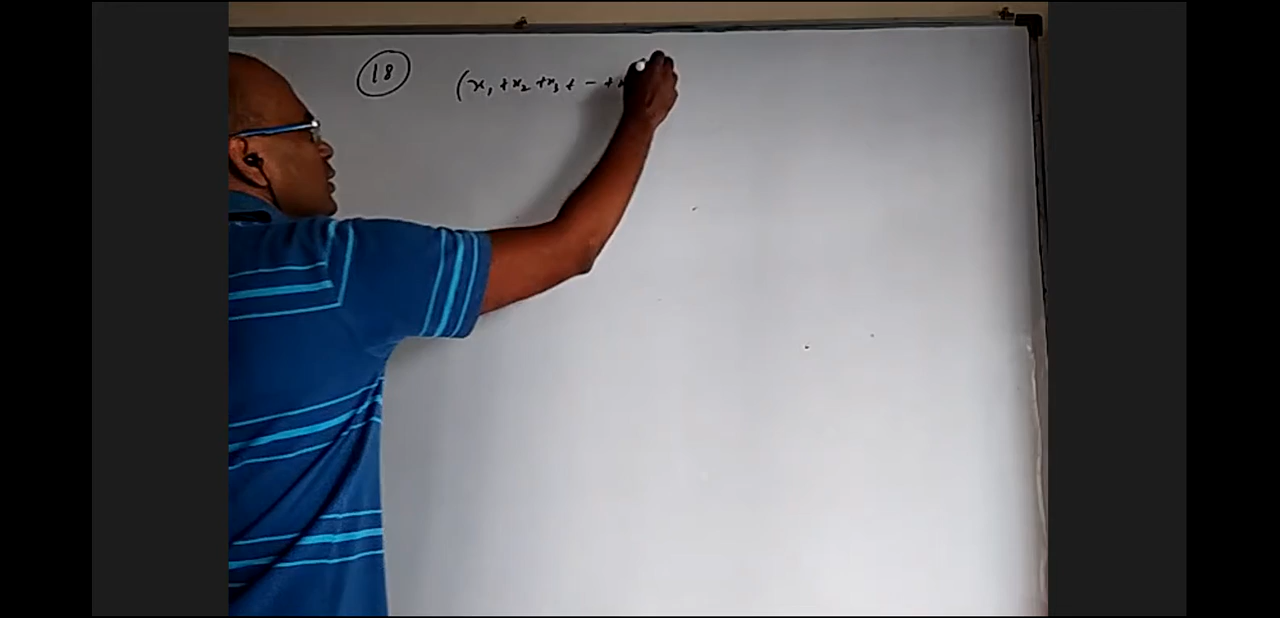 18 (x₁ + x₂ + x₃ + - +